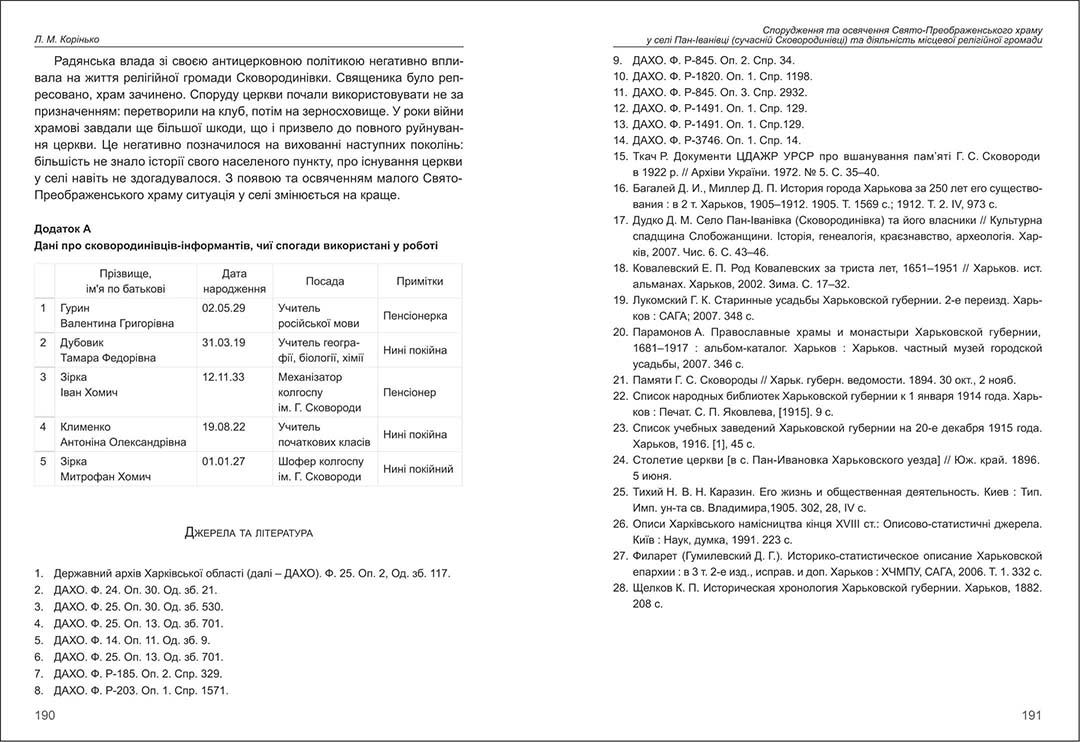 Л. М. Корінько
Радянська влада зі своєю антицерковною політикою негативно впли-
вала на життя релігійної громади Сковородинівки. Священика було реп-
ресовано, храм зачинено. Споруду церкви почали використовувати не за
призначенням: перетворили на клуб, потім на зерносховище. У роки війни
храмові завдали ще більшої шкоди, що і призвело до повного руйнуван-
ня церкви. Це негативно позначилося на вихованні наступних поколінь:
більшість не знало історії свого населеного пункту, про існування церкви
у селі навіть не здогадувалося. З появою та освяченням малого Свято-
Преображенського храму ситуація у селі змінюється на краще.
Додаток А
Дані про сковородинівців-інформантів, чиї спогади використані у роботі
Прізвище,
ім'я по батькові
Дата
народження
Посада
Примітки
1
Гурин
Валентина Григорівна
02.05.29
Учитель
російської мови
Пенсіонерка
2
Дубовик
Тамара Федорівна
31.03.19
Учитель геогра-
фії, біології, хімії
Нині покійна
3
Зірка
Іван Хомич
12.11.33
Механізатор
колгоспу
ім. Г. Сковороди
Пенсіонер
4
Клименко
Антоніна Олександрівна
19.08.22
Учитель
початкових класів
Нині покійна
5
Зірка
Митрофан Хомич
01.01.27
Шофер колгоспу
ім. Г. Сковороди
Нині покійний
Джерела та література
1. Державний архів Харківської області (далі – ДАХО). Ф. 25. Оп. 2, Од. зб. 117.
2. ДАХО. Ф. 24. Оп. 30. Од. зб. 21.
3. ДАХО. Ф. 25. Оп. 30. Од. зб. 530.
4. ДАХО. Ф. 25. Оп. 13. Од. зб. 701.
5. ДАХО. Ф. 14. Оп. 11. Од. зб. 9.
6. ДАХО. Ф. 25. Оп. 13. Од. зб. 701.
7. ДАХО. Ф. Р-185. Оп. 2. Спр. 329.
8. ДАХО. Ф. Р-203. Оп. 1. Спр. 1571.
190
Спорудження та освячення Свято-Преображенського храму
у селі Пан-Іванівці (сучасній Сковородинівці) та діяльність місцевої релігійної громади
9. ДАХО. Ф. Р-845. Оп. 2. Спр. 34.
10. ДАХО. Ф. Р-1820. Оп. 1. Спр. 1198.
11. ДАХО. Ф. Р-845. Оп. 3. Спр. 2932.
12. ДАХО. Ф. Р-1491. Оп. 1. Спр. 129.
13. ДАХО. Ф. Р-1491. Оп. 1. Спр.129.
14. ДАХО. Ф. Р-3746. Оп. 1. Спр. 14.
15. Ткач Р. Документи ЦДАЖР УРСР про вшанування пам’яті Г. С. Сковороди
в 1922 р. // Архіви України. 1972. № 5. С. 35–40.
16. Багалей Д. И., Миллер Д. П. История города Харькова за 250 лет его существо-
вания : в 2 т. Харьков, 1905–1912. 1905. Т. 1569 с.; 1912. Т. 2. IV, 973 с.
17. Дудко Д. М. Село Пан-Іванівка (Сковородинівка) та його власники // Культурна
спадщина Слобожанщини. Історія, генеалогія, краєзнавство, археологія. Хар-
ків, 2007. Чис. 6. С. 43–46.
18. Ковалевский Е. П. Род Ковалевских за триста лет, 1651–1951 // Харьков. ист.
альманах. Харьков, 2002. Зима. С. 17–32.
19. Лукомский Г. К. Старинные усадьбы Харьковской губернии. 2-е переизд. Харь-
ков : САГА; 2007. 348 с.
20. Парамонов А. Православные храмы и монастыри Харьковской губернии,
1681–1917 : альбом-каталог. Харьков : Харьков. частный музей городской
усадьбы, 2007. 346 с.
21. Памяти Г. С. Сковороды // Харьк. губерн. ведомости. 1894. 30 окт., 2 нояб.
22. Список народных библиотек Харьковской губернии к 1 января 1914 года. Харь-
ков : Печат. С. П. Яковлева, [1915]. 9 с.
23. Список учебных заведений Харьковской губернии на 20-е декабря 1915 года.
Харьков, 1916. [1], 45 с.
24. Столетие церкви [в с. Пан-Ивановка Харьковского уезда] // Юж. край. 1896.
5 июня.
25. Тихий Н. В. Н. Каразин. Его жизнь и общественная деятельность. Киев : Тип.
Имп. ун-та св. Владимира,1905. 302, 28, IV с.
26. Описи Харківського намісництва кінця XVIII ст.: Описово-статистичні джерела.
Київ : Наук, думка, 1991. 223 с.
27. Филарет (Гумилевский Д. Г.). Историко-статистическое описание Харьковской
епархии : в 3 т. 2-е изд., исправ. и доп. Харьков : ХЧМПУ, САГА, 2006. Т. 1. 332 с.
28. Щелков К. П. Историческая хронология Харьковской губернии. Харьков, 1882.
208 с.
191